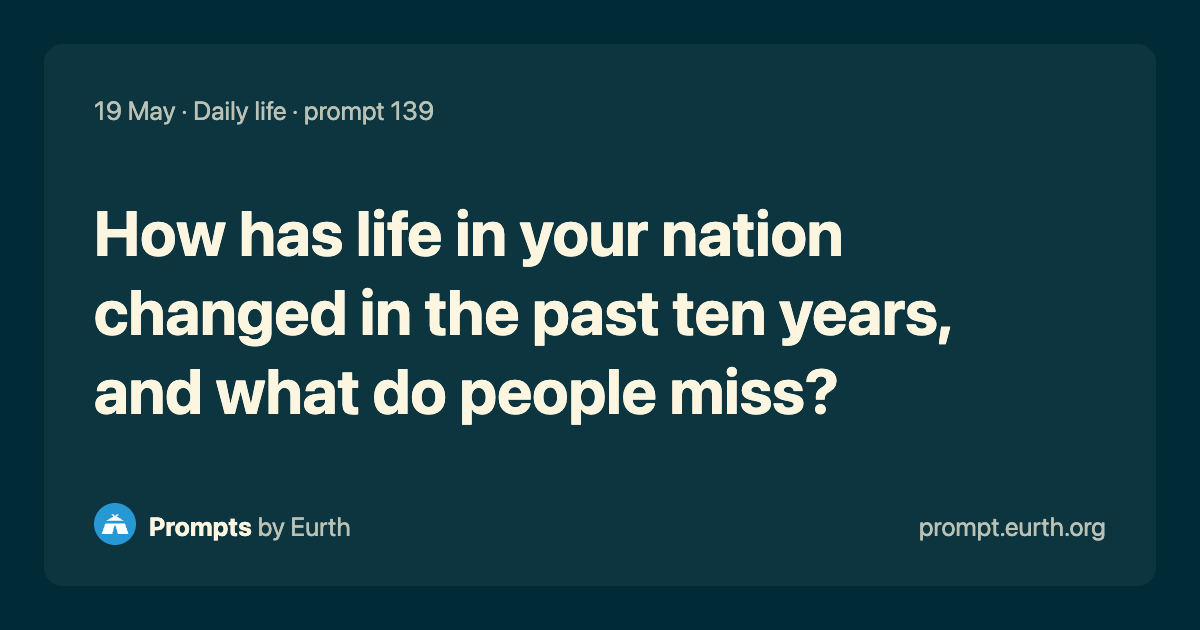 19 May · Daily life · prompt 139
How has life in your nation
changed in the past ten years,
and what do people miss?
Prompts by Eurth
prompt.eurth.org